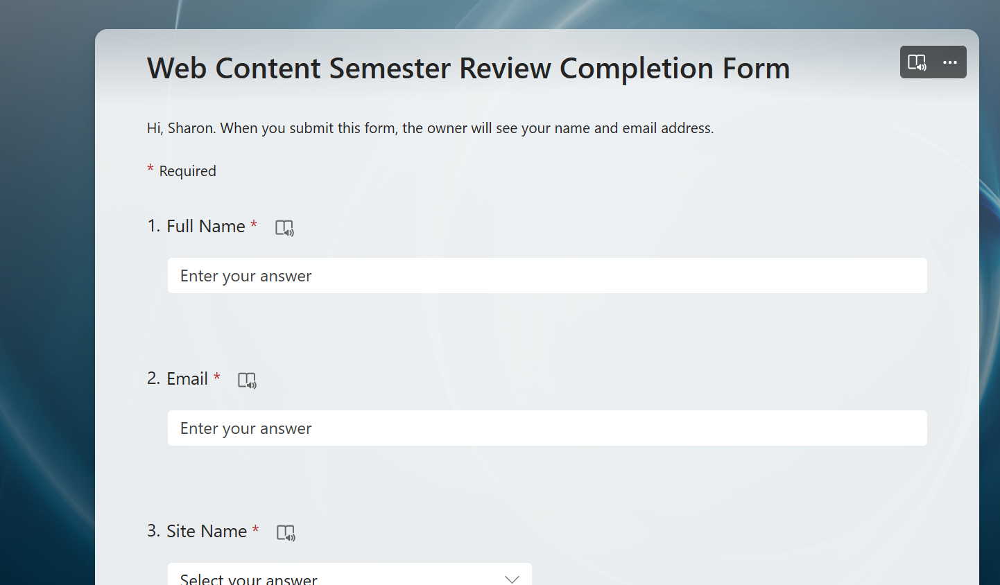 Web Content Semester Review Completion Form
Hi, Sharon. When you submit this form, the owner will see your name and email address.
* Required
1. Full Name *
Enter your answer
2. Email *
Enter your answer
3. Site Name *
Select your answer